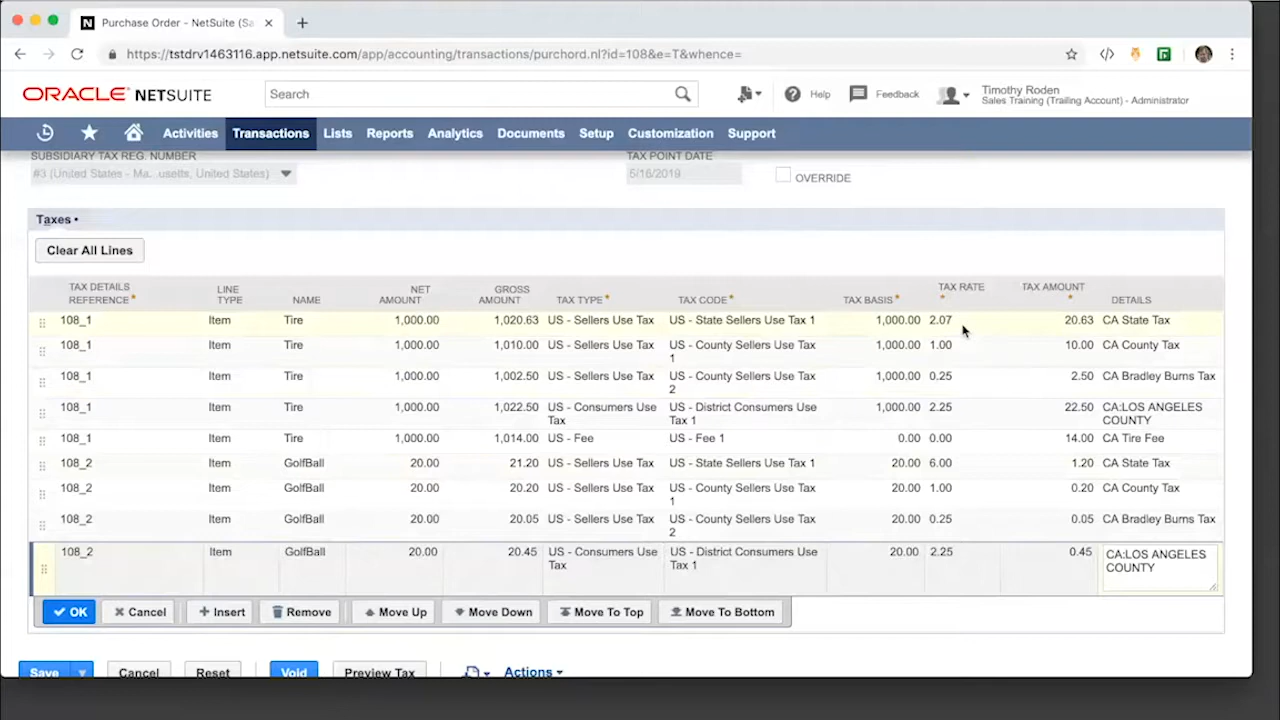 Purchase Order - NetSuite (Sa
https://tstdrv1463116.app.netsuite.com/app/accounting/transactions/purchord.nl?id=108&e=T&whence=
ORACLE NETSUITE
Search
Help
Feedback
Timothy Roden
Sales Training (Trailing Account) - Administrator
Activities Transactions Lists Reports Analytics Documents Setup Customization Support
SUBSIDIARY TAX REG. NUMBER TAX POINT DATE
#3 (United States - Ma. .usetts, United States) 5/16/2019 OVERRIDE
Taxes •
Clear All Lines
TAX DETAILS REFERENCE* LINE TYPE NAME NET AMOUNT GROSS AMOUNT TAX TYPE* TAX CODE* TAX BASIS* TAX RATE * TAX AMOUNT * DETAILS
108_1 Item Tire 1,000.00 1,020.63 US - Sellers Use Tax US - State Sellers Use Tax 1 1,000.00 2.07 20.63 CA State Tax
108_1 Item Tire 1,000.00 1,010.00 US - Sellers Use Tax US - County Sellers Use Tax 1 1,000.00 1.00 10.00 CA County Tax
108_1 Item Tire 1,000.00 1,002.50 US - Sellers Use Tax US - County Sellers Use Tax 2 1,000.00 0.25 2.50 CA Bradley Burns Tax
108_1 Item Tire 1,000.00 1,022.50 US - Consumers Use Tax US - District Consumers Use Tax 1 1,000.00 2.25 22.50 CA:LOS ANGELES COUNTY
108_1 Item Tire 1,000.00 1,014.00 US - Fee US - Fee 1 0.00 0.00 14.00 CA Tire Fee
108_2 Item GolfBall 20.00 21.20 US - Sellers Use Tax US - State Sellers Use Tax 1 20.00 6.00 1.20 CA State Tax
108_2 Item GolfBall 20.00 20.20 US - Sellers Use Tax US - County Sellers Use Tax 1 20.00 1.00 0.20 CA County Tax
108_2 Item GolfBall 20.00 20.05 US - Sellers Use Tax US - County Sellers Use Tax 2 20.00 0.25 0.05 CA Bradley Burns Tax
108_2 Item GolfBall 20.00 20.45 US - Consumers Use Tax US - District Consumers Use Tax 1 20.00 2.25 0.45 CA:LOS ANGELES COUNTY
OK Cancel Insert Remove Move Up Move Down Move To Top Move To Bottom
Save Cancel Reset Void Preview Tax Actions